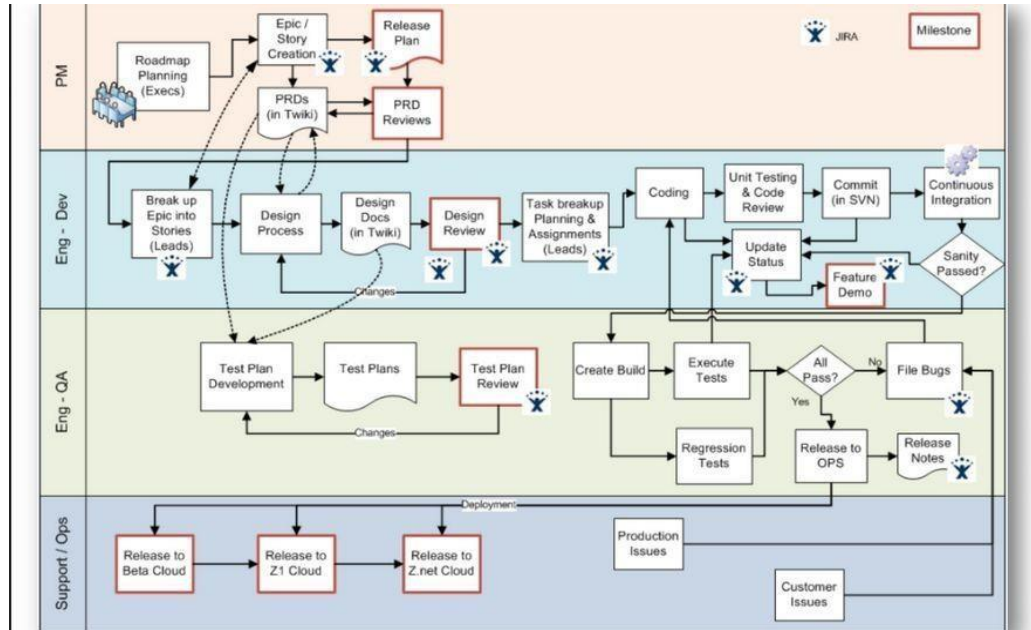 PM
Roadmap
Planning
(Execs)
Epic /
Story
Creation
Release
Plan
JIRA
Milestone
PRDs
(in Twiki)
PRD
Reviews
Eng - Dev
Break up
Epic into
Stories
(Leads)
Design
Process
Design
Docs
(in Twiki)
Design
Review
Changes
Task breakup
Planning &
Assignments
(Leads)
Coding
Unit Testing
& Code
Review
Commit
(in SVN)
Continuous
Integration
Update
Status
Feature
Demo
Sanity
Passed?
Eng - QA
Test Plan
Development
Test Plans
Test Plan
Review
Changes
Create Build
Execute
Tests
All
Pass?
No
File Bugs
Yes
Regression
Tests
Release to
OPS
Release
Notes
Support / Ops
Deployment
Release to
Beta Cloud
Release to
Z1 Cloud
Release to
Z.net Cloud
Production
Issues
Customer
Issues